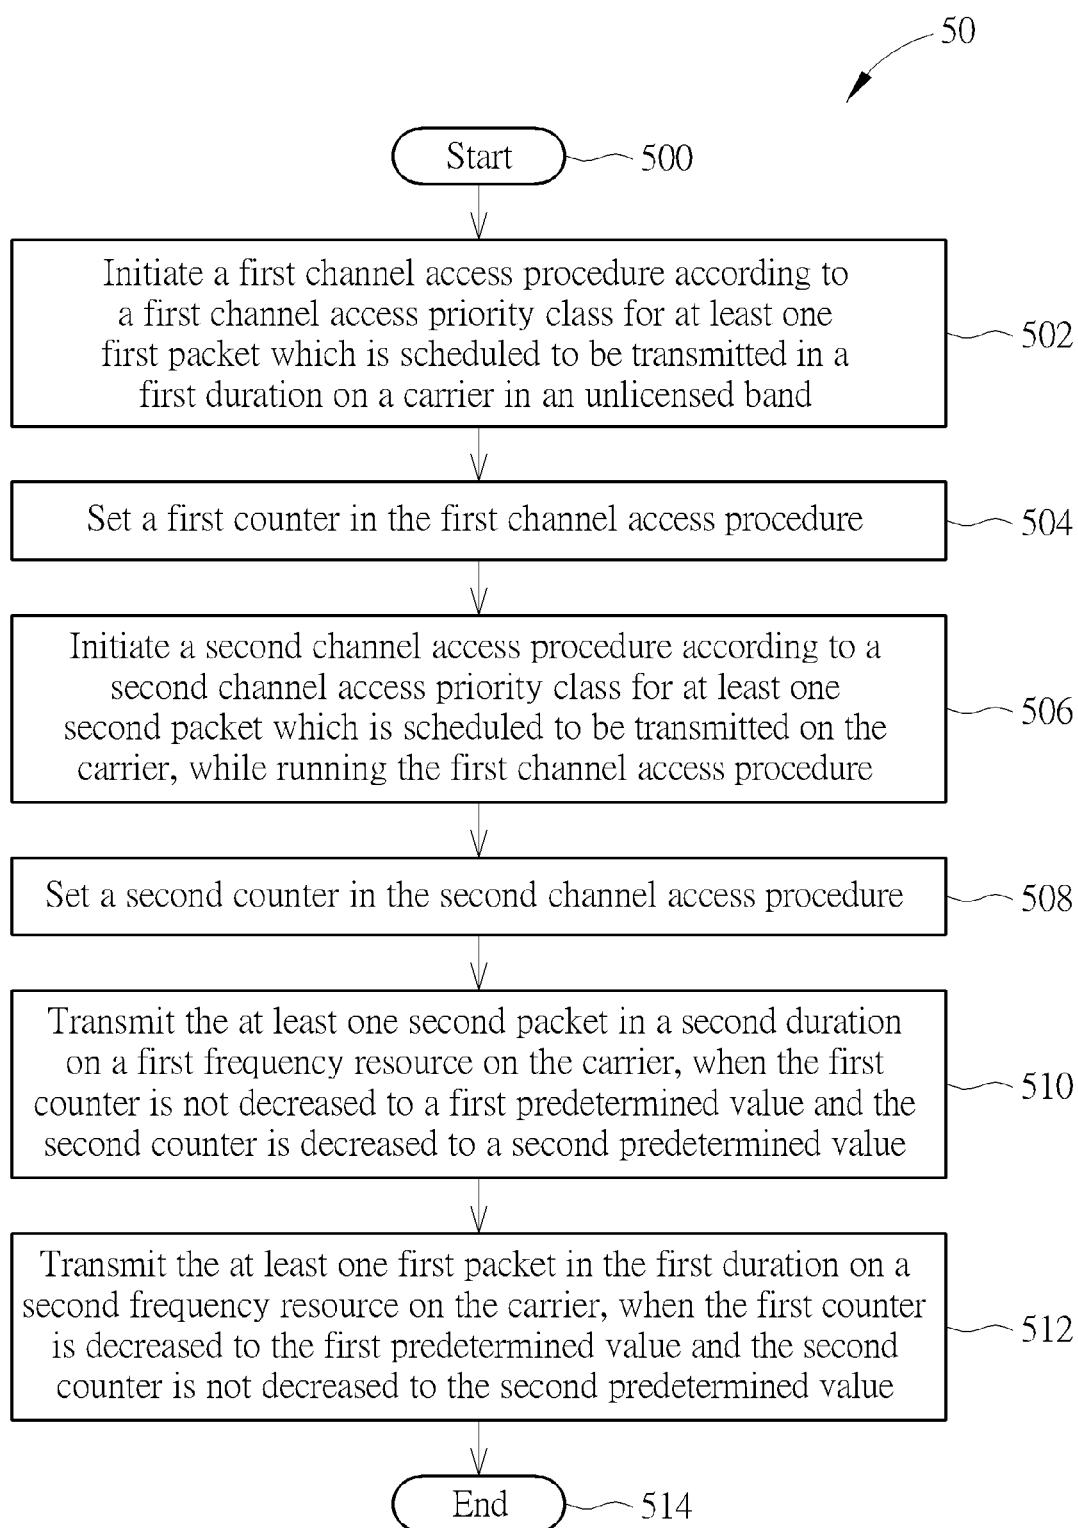 50
Start
500
Initiate a first channel access procedure according to
a first channel access priority class for at least one
first packet which is scheduled to be transmitted in a
first duration on a carrier in an unlicensed band
502
Set a first counter in the first channel access procedure
504
Initiate a second channel access procedure according to a
second channel access priority class for at least one
second packet which is scheduled to be transmitted on the
carrier, while running the first channel access procedure
506
Set a second counter in the second channel access procedure
508
Transmit the at least one second packet in a second duration
on a first frequency resource on the carrier, when the first
counter is not decreased to a first predetermined value and the
second counter is decreased to a second predetermined value
510
Transmit the at least one first packet in the first duration on a
second frequency resource on the carrier, when the first counter
is decreased to the first predetermined value and the second
counter is not decreased to the second predetermined value
512
End
514